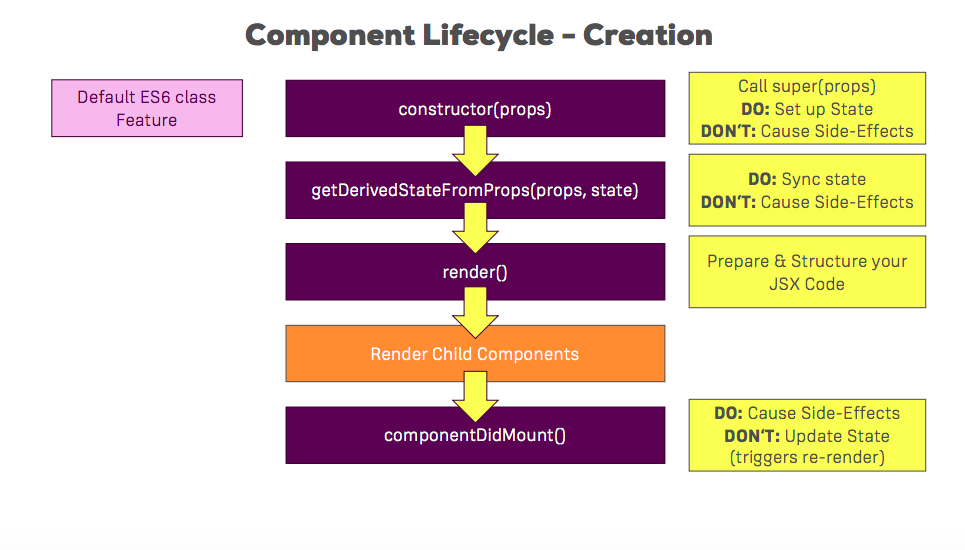 Component Lifecycle – Creation
Default ES6 class
Feature
constructor(props)
Call super(props)
DO: Set up State
DON‘T: Cause Side-Effects
getDerivedStateFromProps(props, state)
DO: Sync state
DON‘T: Cause Side-Effects
render()
Prepare & Structure your
JSX Code
Render Child Components
componentDidMount()
DO: Cause Side-Effects
DON‘T: Update State
(triggers re-render)